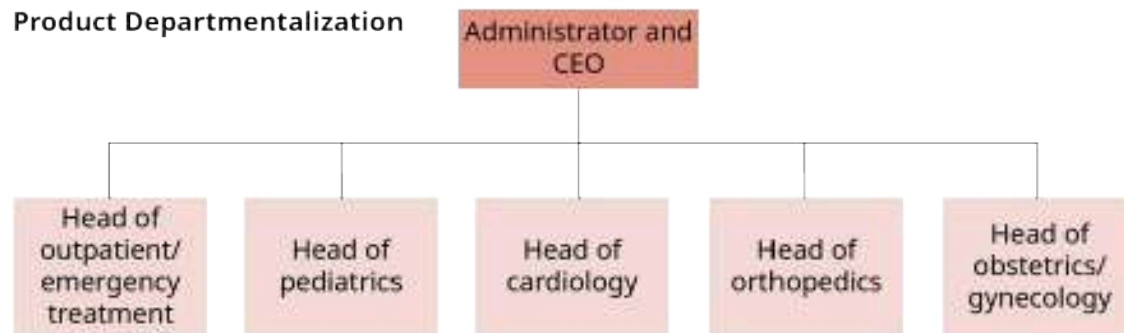 Product Departmentalization
Administrator and
CEO
Head of
outpatient/
emergency
treatment
Head of
pediatrics
Head of
cardiology
Head of
orthopedics
Head of
obstetrics/
gynecology